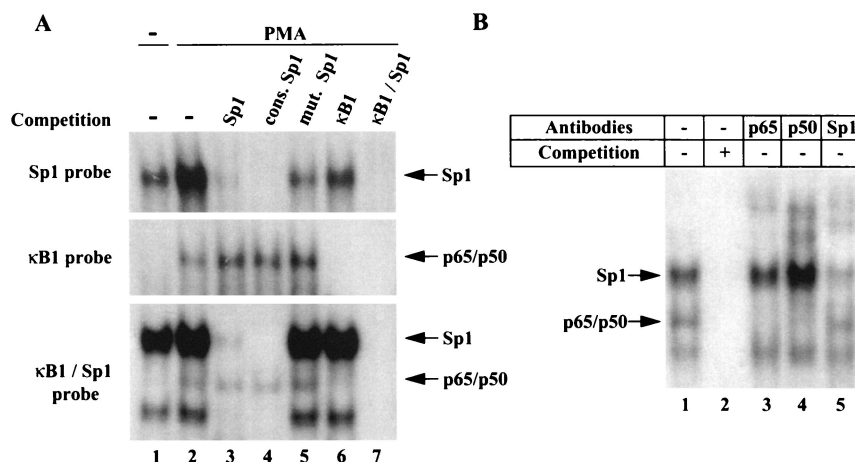 A
- PMA
Competition - - Sp1 cons. Sp1 mut. Sp1 κB1 κB1 / Sp1
Sp1 probe Sp1
κB1 probe p65/p50
Sp1
κB1 / Sp1 probe p65/p50
1 2 3 4 5 6 7
B
Antibodies - - p65 p50 Sp1
Competition - + - - -
Sp1
p65/p50
1 2 3 4 5